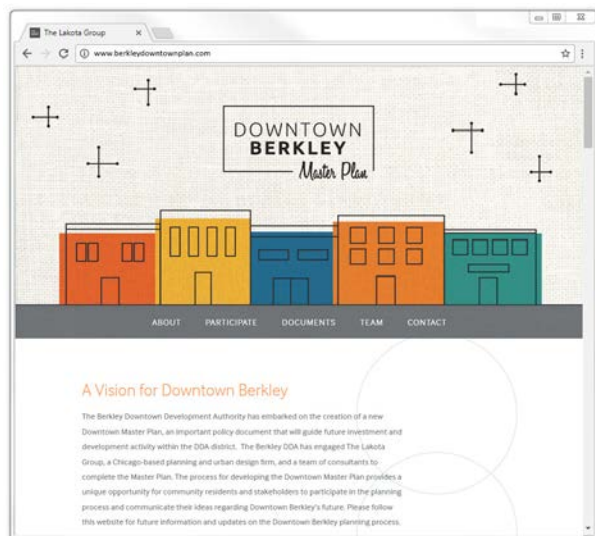 The Lakota Group
www.berkleydowntownplan.com
DOWNTOWN
BERKLEY
Master Plan
ABOUT PARTICIPATE DOCUMENTS TEAM CONTACT
A Vision for Downtown Berkley
The Berkley Downtown Development Authority has embarked on the creation of a new
Downtown Master Plan, an important policy document that will guide future investment and
development activity within the DDA district. The Berkley DDA has engaged The Lakota
Group, a Chicago-based planning and urban design firm, and a team of consultants to
complete the Master Plan. The process for developing the Downtown Master Plan provides a
unique opportunity for community residents and stakeholders to participate in the planning
process and communicate their ideas regarding Downtown Berkley's future. Please follow
this website for future information and updates on the Downtown Berkley planning process.